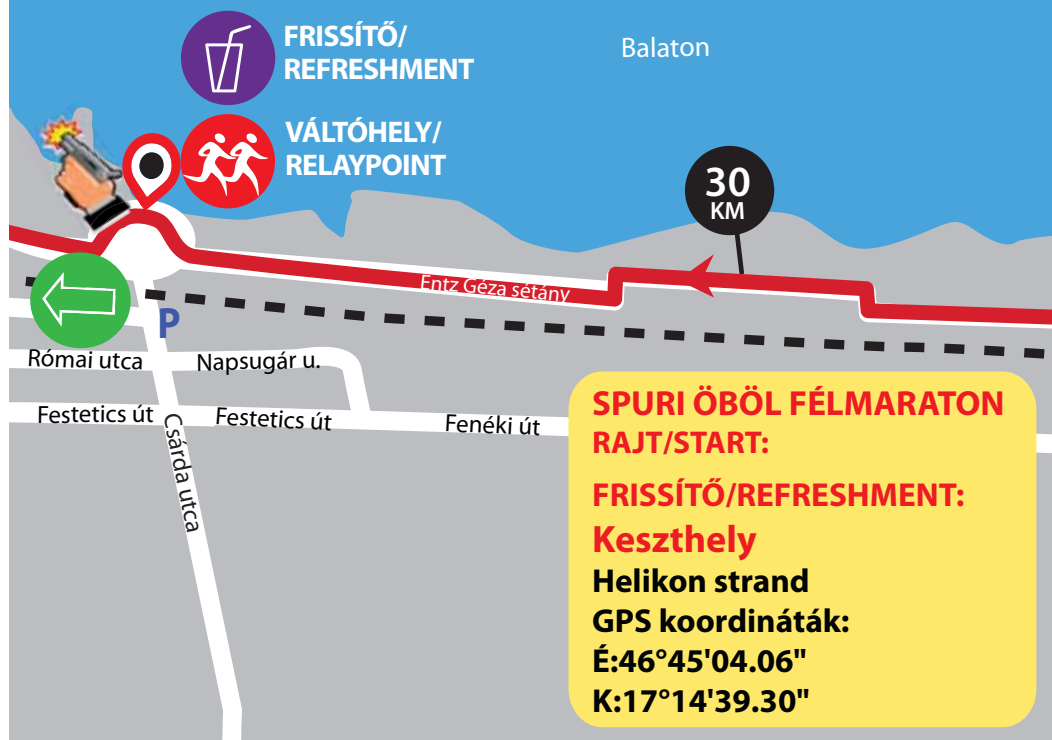 FRISSÍTŐ/
REFRESHMENT
Balaton
VÁLTÓHELY/
RELAYPOINT
30
KM
Entz Géza sétány
P
Római utca
Napsugár u.
Festetics út
Festetics út
Fenéki út
Csárda utca
SPURI ÖBÖL FÉLMARATON
RAJT/START:
FRISSÍTŐ/REFRESHMENT:
Keszthely
Helikon strand
GPS koordináták:
É:46°45'04.06"
K:17°14'39.30"